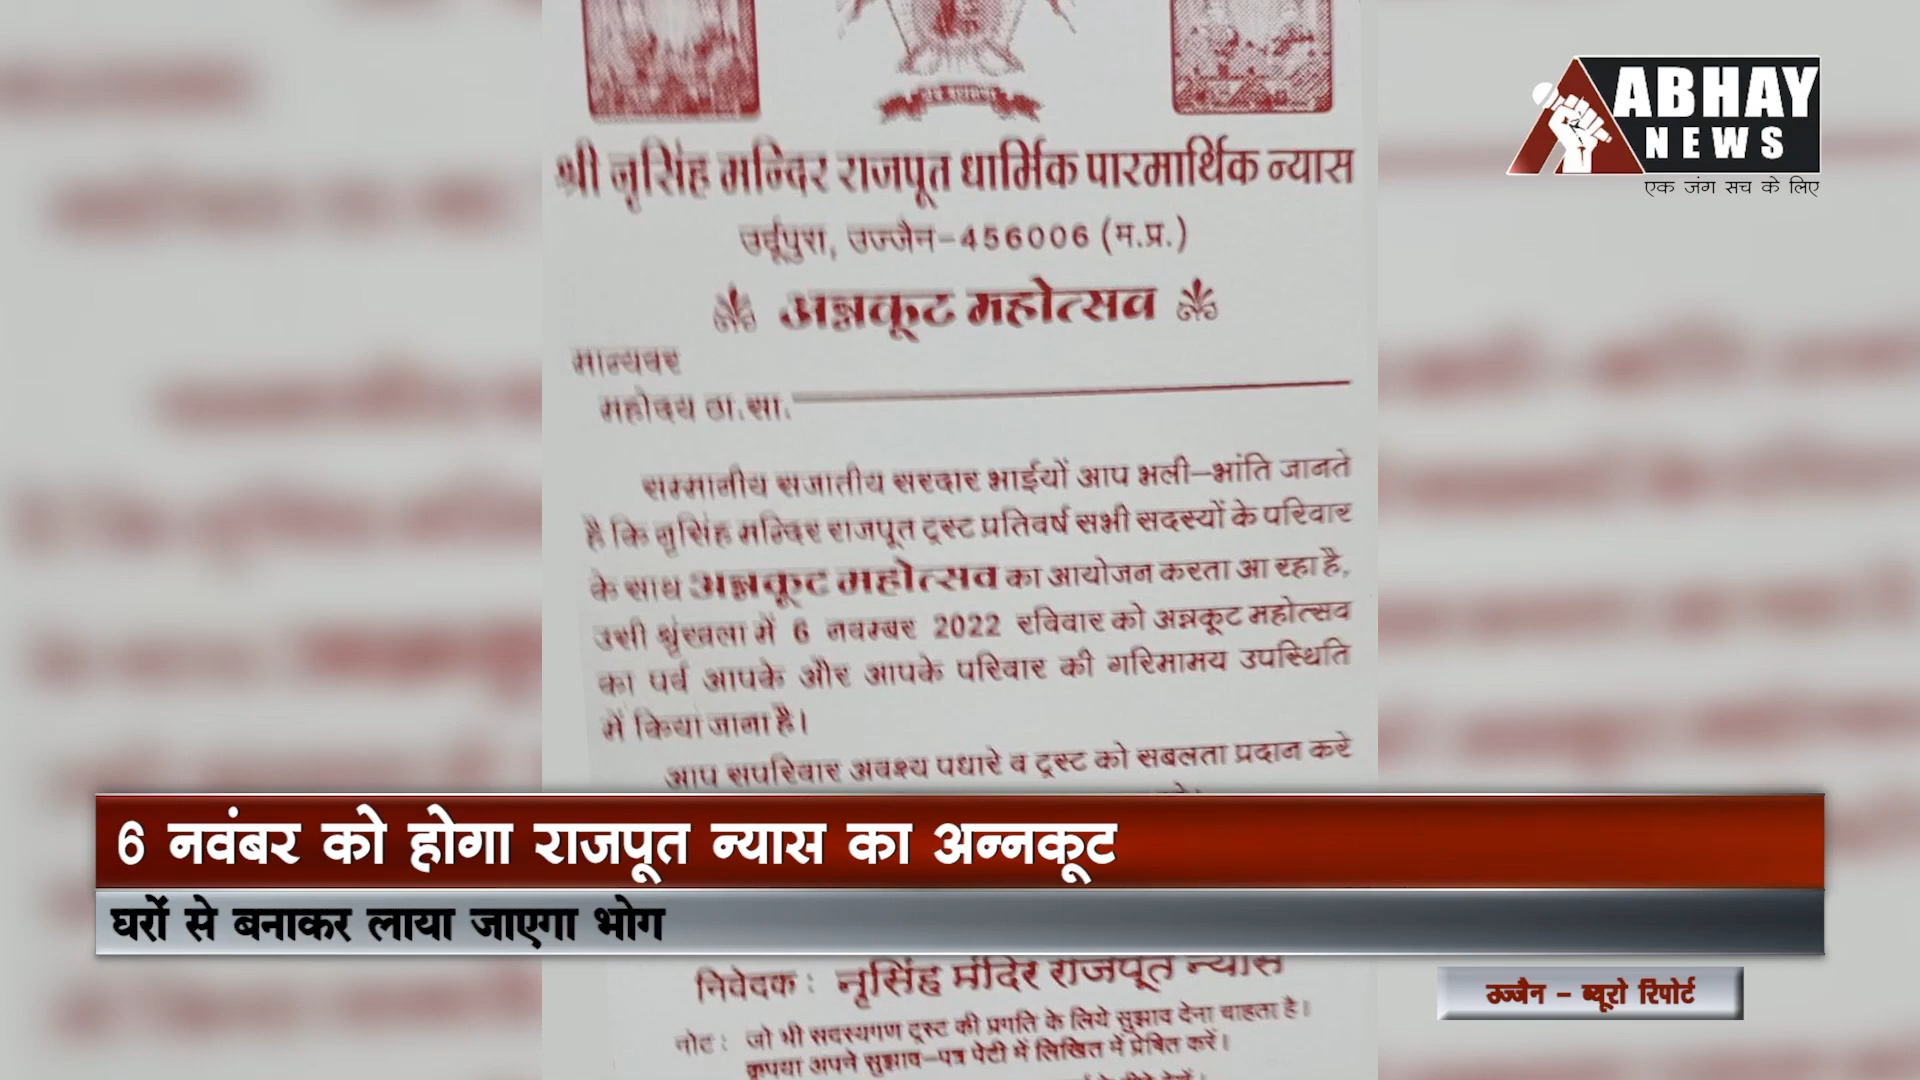 ABHAY
NEWS
एक जंग सच के लिए
श्री नृसिंह मन्दिर राजपूत धार्मिक पारमार्थिक न्यास
उर्दूपुरा, उज्जैन-456006 (म.प्र.)
अन्नकूट महोत्सव
मान्यवर
महोदय ठा.सा.
सम्मानीय सजातीय सरदार भाईयों आप भली-भांति जानते
है कि नृसिंह मन्दिर राजपूत ट्रस्ट प्रतिवर्ष सभी सदस्यों के परिवार
के साथ अन्नकूट महोत्सव का आयोजन करता आ रहा है,
उसी श्रृंखला में 6 नवम्बर 2022 रविवार को अन्नकूट महोत्सव
का पर्व आपके और आपके परिवार की गरिमामय उपस्थिति
में किया जाना है।
आप सपरिवार अवश्य पधारे व ट्रस्ट को सबलता प्रदान करे
6 नवंबर को होगा राजपूत न्यास का अन्नकूट
घरों से बनाकर लाया जाएगा भोग
निवेदक : नृसिंह मंदिर राजपूत न्यास
उज्जैन - ब्यूरो रिपोर्ट
नोट : जो भी सदस्यगण ट्रस्ट की प्रगति के लिये सुझाव देना चाहता है।
कृपया अपने सुझाव-पत्र पेटी में लिखित में प्रेषित करें।